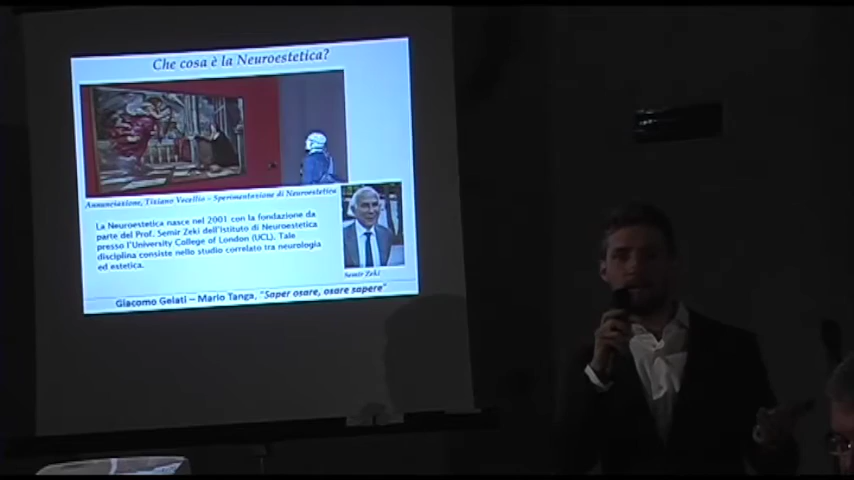 Che cosa è la Neuroestetica?
Annunciazione, Tiziano Vecellio – Sperimentazione di Neuroestetica
La Neuroestetica nasce nel 2001 con la fondazione da
parte del Prof. Semir Zeki dell'Istituto di Neuroestetica
presso l'University College of London (UCL). Tale
disciplina consiste nello studio correlato tra neurologia
ed estetica.
Semir Zeki
Giacomo Gelati – Mario Tanga, "Saper osare, osare sapere"